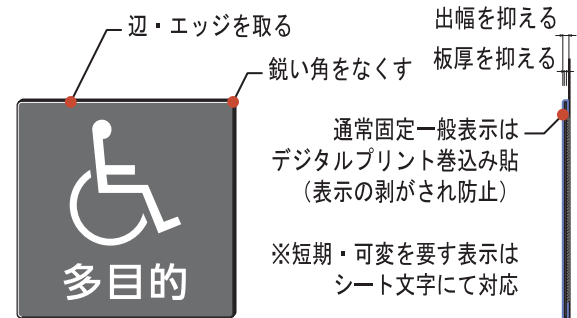 辺・エッジを取る
鋭い角をなくす
多目的
出幅を抑える
板厚を抑える
通常固定一般表示は
デジタルプリント巻込み貼
（表示の剥がれ防止）
※短期・可変を要す表示は
シート文字にて対応